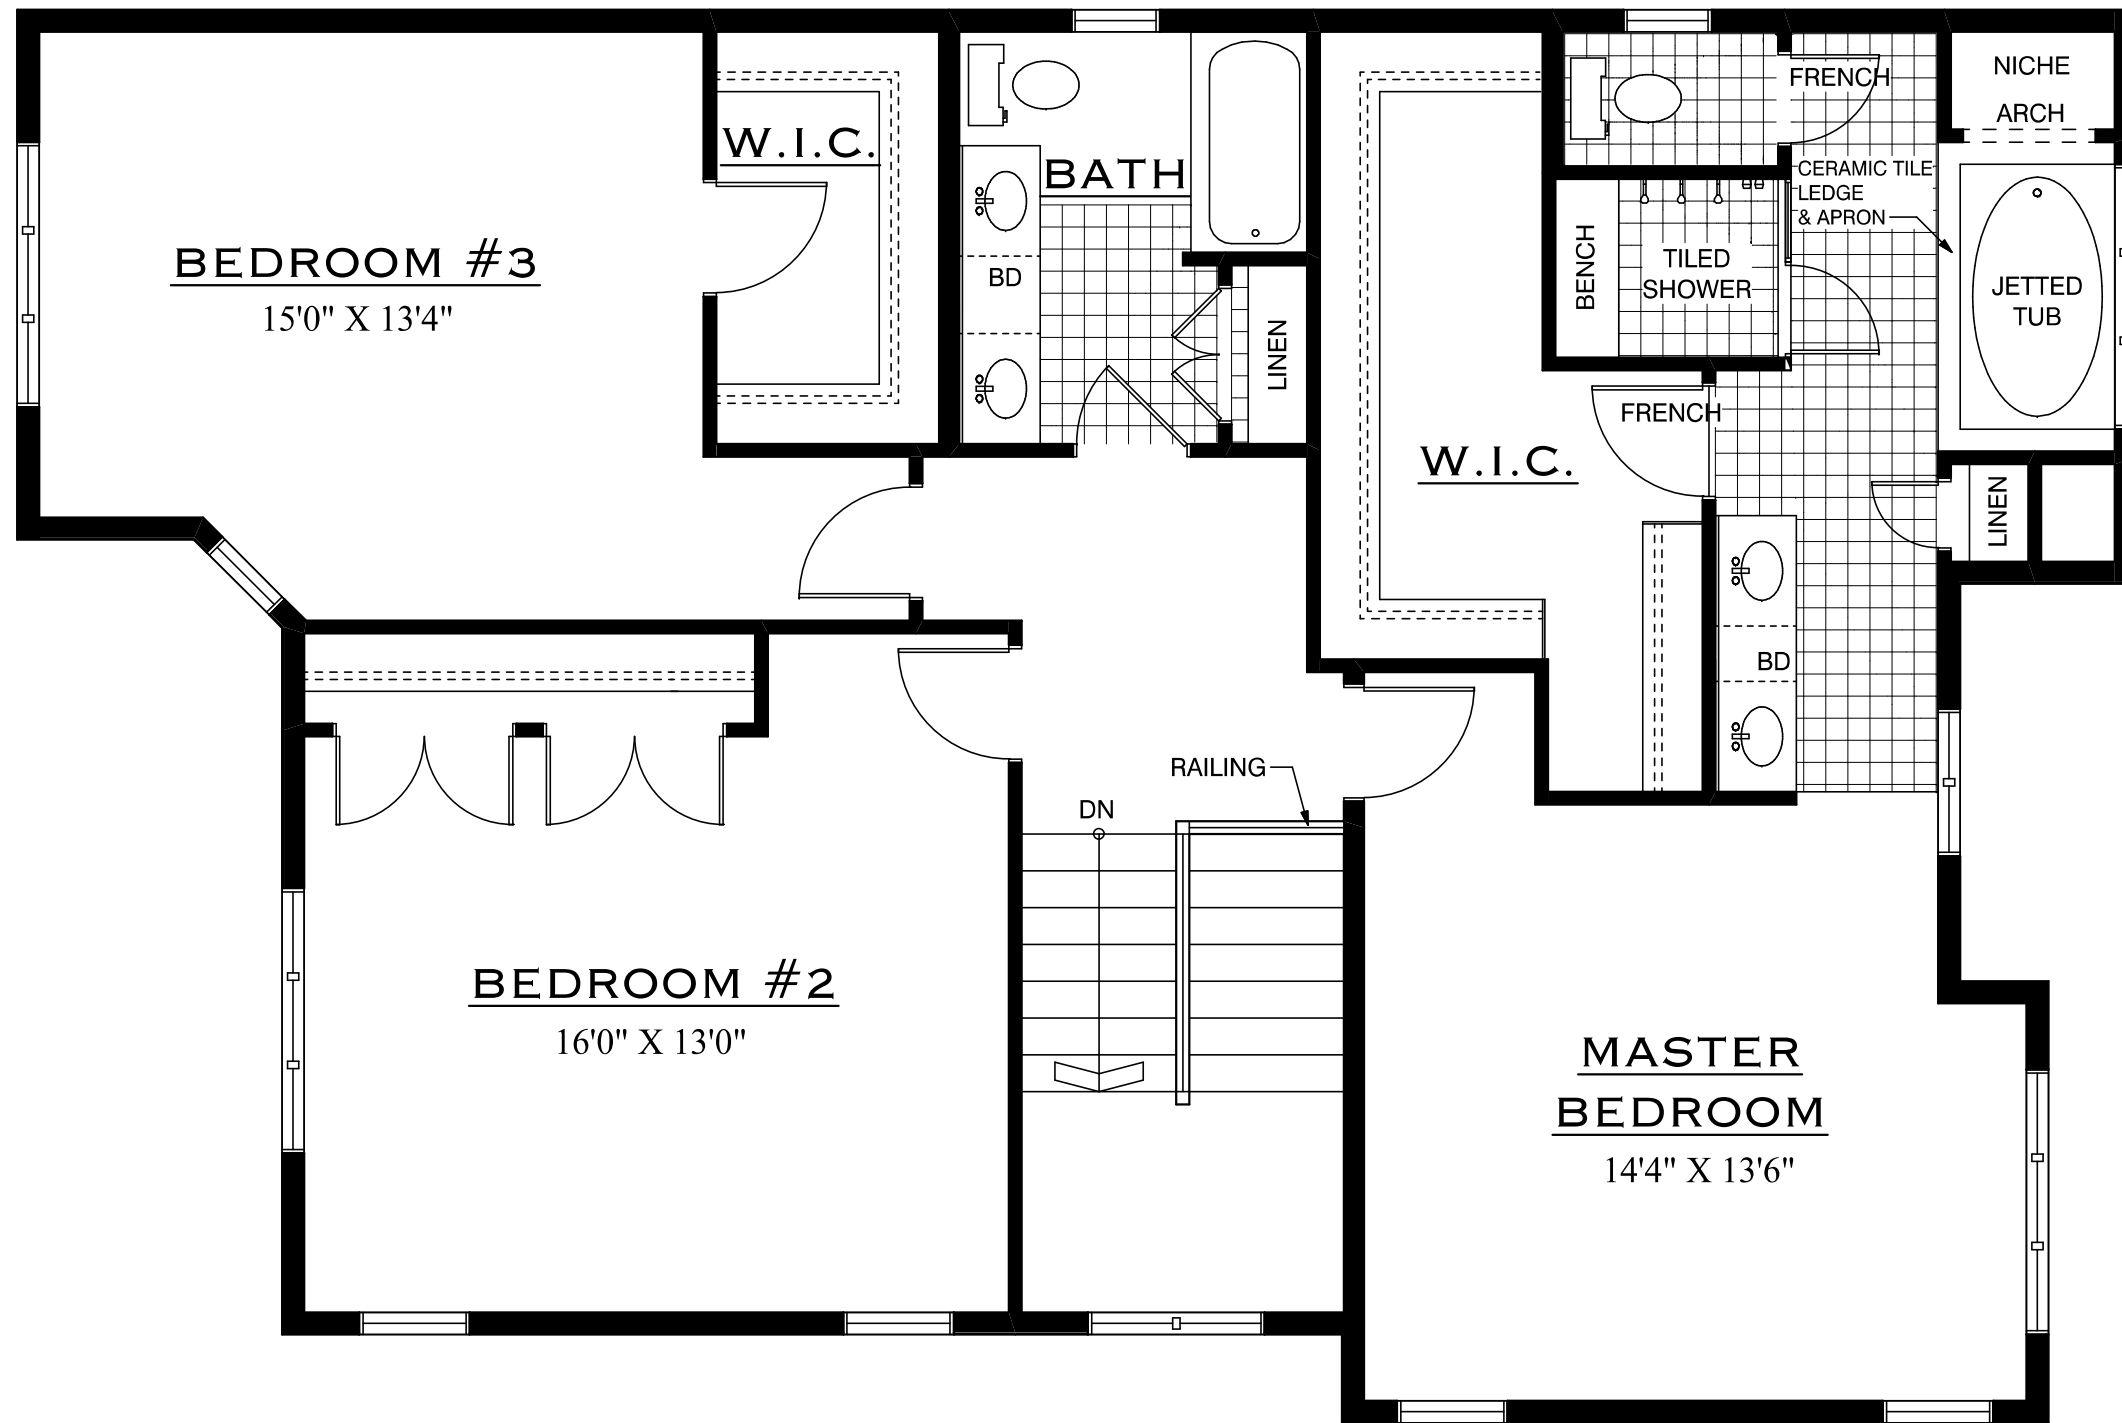 W.I.C.
BATH
BEDROOM #3
15'0" X 13'4"
BD
LINEN
FRENCH
NICHE
ARCH
CERAMIC TILE
LEDGE
& APRON
BENCH
TILED
SHOWER
JETTED
TUB
FRENCH
W.I.C.
LINEN
BD
RAILING
DN
BEDROOM #2
16'0" X 13'0"
MASTER
BEDROOM
14'4" X 13'6"